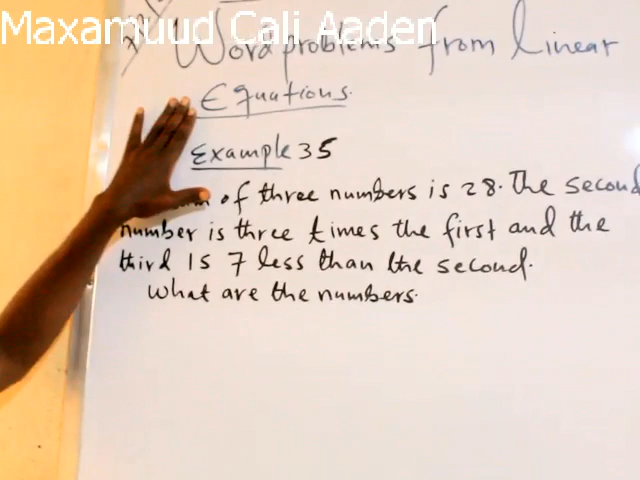 Maxamuud Cali Aaden
Word problems from linear
Equations.
Example 35
of three numbers is 28. The second
number is three times the first and the
third is 7 less than the second.
What are the numbers.